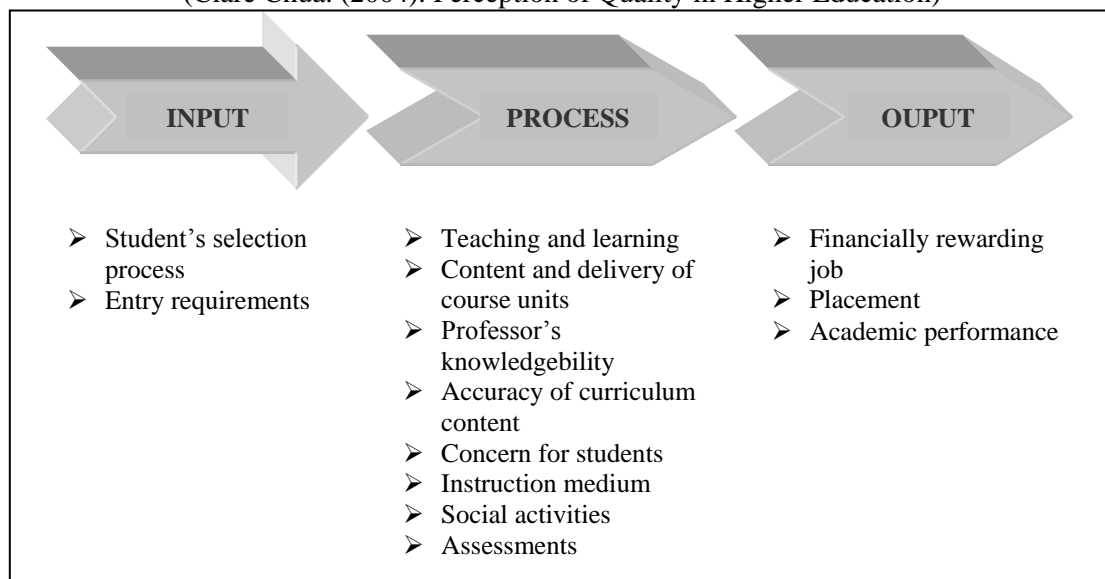 (Clare Chua. (2004). Perception of Quality in Higher Education)
INPUT
PROCESS
OUPUT
➢ Student’s selection
process
➢ Entry requirements
➢ Teaching and learning
➢ Content and delivery of
course units
➢ Professor’s
knowledgebility
➢ Accuracy of curriculum
content
➢ Concern for students
➢ Instruction medium
➢ Social activities
➢ Assessments
➢ Financially rewarding
job
➢ Placement
➢ Academic performance